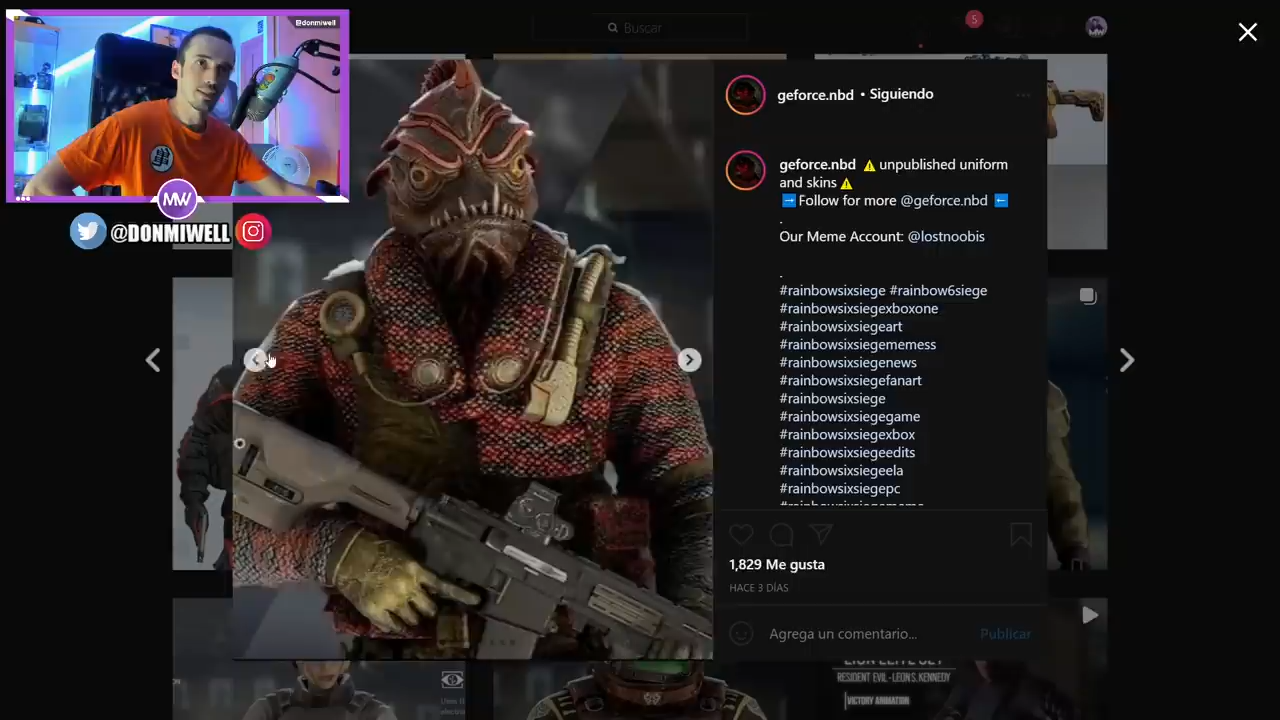 @donmiwell
MW
@DONMIWELL
Buscar
5
geforce.nbd • Siguiendo
geforce.nbd ⚠️ unpublished uniform
and skins ⚠️
➡️ Follow for more @geforce.nbd ⬅️
.
Our Meme Account: @lostnoobis
.
#rainbowsixsiege #rainbow6siege
#rainbowsixsiegexboxone
#rainbowsixsiegeart
#rainbowsixsiegememess
#rainbowsixsiegenews
#rainbowsixsiegefanart
#rainbowsixsiege
#rainbowsixsiegegame
#rainbowsixsiegexbox
#rainbowsixsiegeedits
#rainbowsixsiegeela
#rainbowsixsiegepc
1,829 Me gusta
HACE 3 DÍAS
Agrega un comentario...
Publicar
LION ELITE SET
RESIDENT EVIL - LEON S. KENNEDY
VICTORY ANIMATION